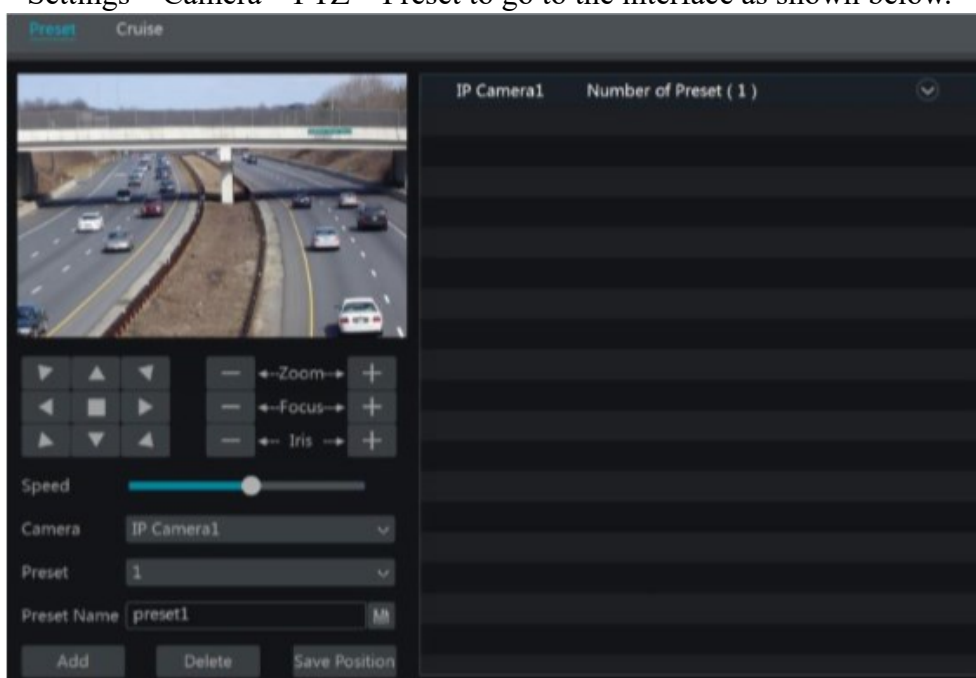 Settings Camera PTZ Preset to go to the interface as shown below.
Preset Cruise
IP Camera1 Number of Preset ( 1 )
Zoom
Focus
Iris
Speed
Camera IP Camera1
Preset 1
Preset Name preset1
Add Delete Save Position